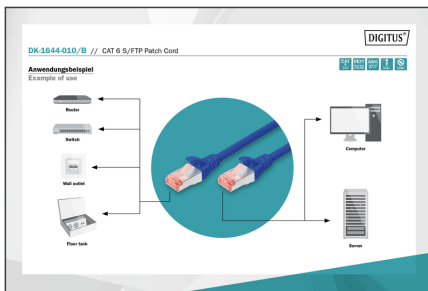 DIGITUS®
DK-1644-010/B // CAT 6 S/FTP Patch Cord
Anwendungsbeispiel
Example of use
Router
Switch
Wall outlet
Floor tank
Computer
Server